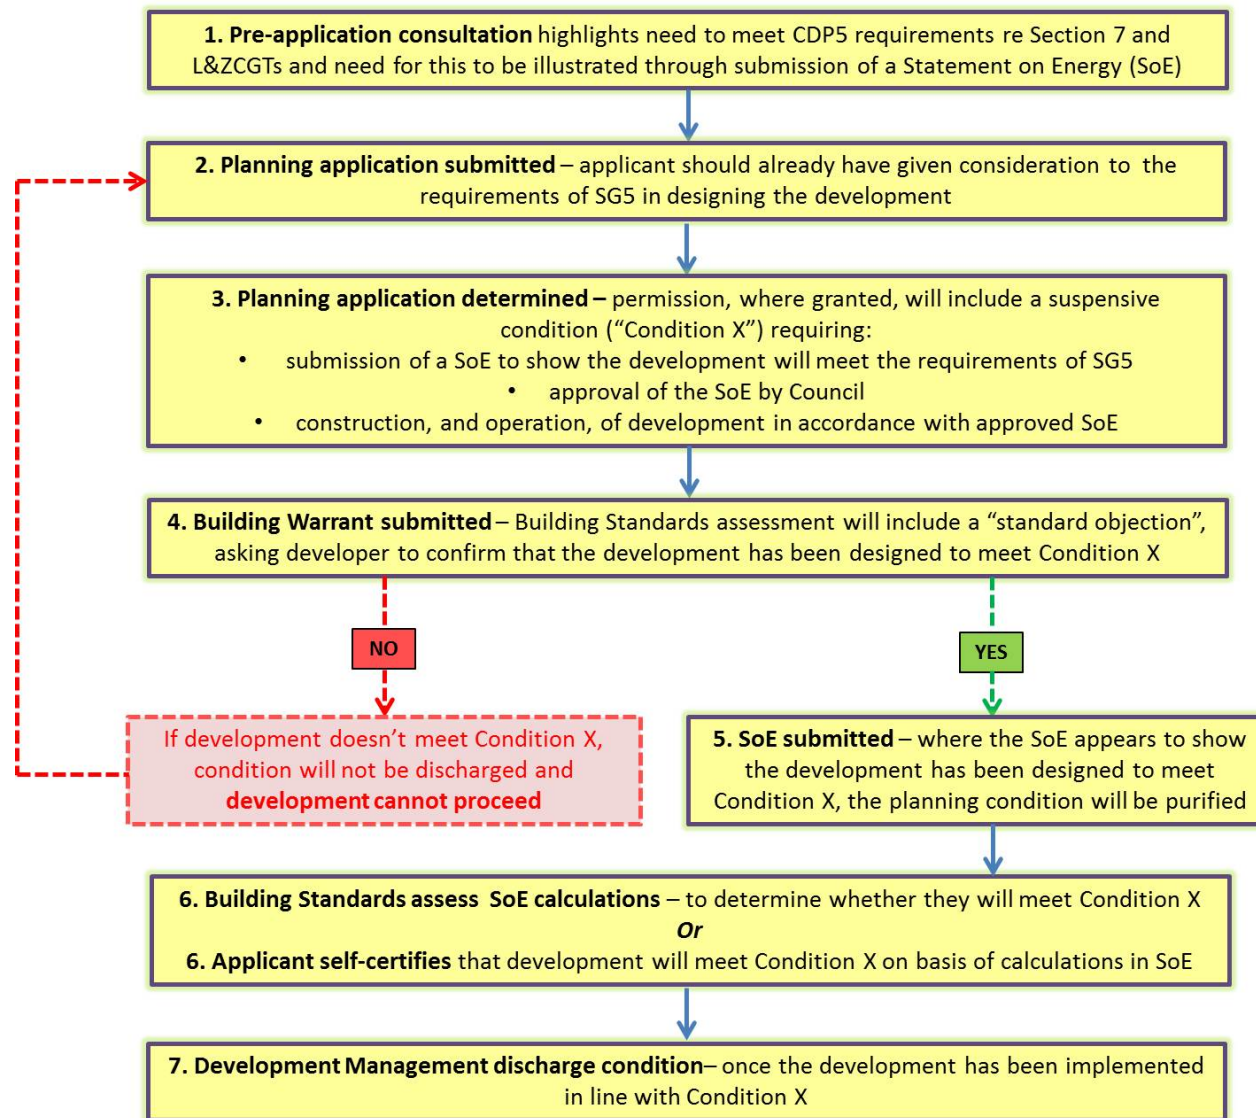 1. Pre-application consultation highlights need to meet CDP5 requirements re Section 7 and
L&ZCGTs and need for this to be illustrated through submission of a Statement on Energy (SoE)
2. Planning application submitted – applicant should already have given consideration to the
requirements of SG5 in designing the development
3. Planning application determined – permission, where granted, will include a suspensive
condition (“Condition X”) requiring:
• submission of a SoE to show the development will meet the requirements of SG5
• approval of the SoE by Council
• construction, and operation, of development in accordance with approved SoE
4. Building Warrant submitted – Building Standards assessment will include a “standard objection”,
asking developer to confirm that the development has been designed to meet Condition X
NO
YES
If development doesn’t meet Condition X,
condition will not be discharged and
development cannot proceed
5. SoE submitted – where the SoE appears to show
the development has been designed to meet
Condition X, the planning condition will be purified
6. Building Standards assess SoE calculations – to determine whether they will meet Condition X
Or
6. Applicant self-certifies that development will meet Condition X on basis of calculations in SoE
7. Development Management discharge condition– once the development has been implemented
in line with Condition X